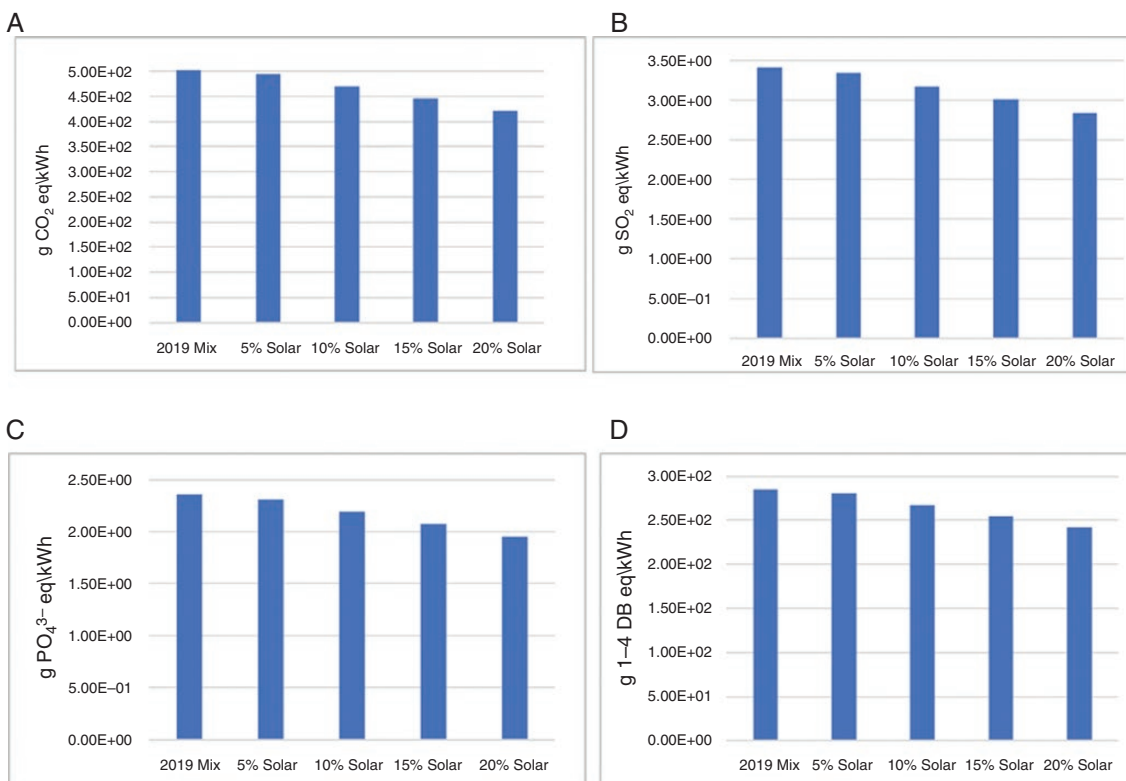 A
g CO₂ eq\kWh
5.00E+02
4.50E+02
4.00E+02
3.50E+02
3.00E+02
2.50E+02
2.00E+02
1.50E+02
1.00E+02
5.00E+01
0.00E+00
2019 Mix 5% Solar 10% Solar 15% Solar 20% Solar
B
g SO₂ eq\kWh
3.50E+00
3.00E+00
2.50E+00
2.00E+00
1.50E+00
1.00E+00
5.00E–01
0.00E+00
2019 Mix 5% Solar 10% Solar 15% Solar 20% Solar
C
g PO₄³⁻ eq\kWh
2.50E+00
2.00E+00
1.50E+00
1.00E+00
5.00E–01
0.00E+00
2019 Mix 5% Solar 10% Solar 15% Solar 20% Solar
D
g 1–4 DB eq\kWh
3.00E+02
2.50E+02
2.00E+02
2.50E+02
2.00E+02
1.00E+02
5.00E+01
0.00E+00
2019 Mix 5% Solar 10% Solar 15% Solar 20% Solar